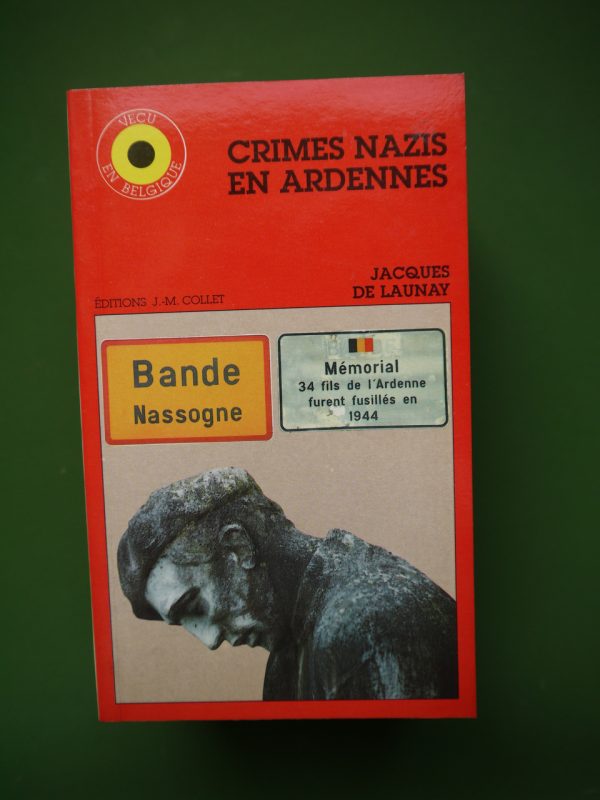 VECU
EN BELGIQUE
CRIMES NAZIS
EN ARDENNES
JACQUES
DE LAUNAY
ÉDITIONS J.-M. COLLET
Bande
Nassogne
Mémorial
34 fils de l'Ardenne
furent fusillés en
1944